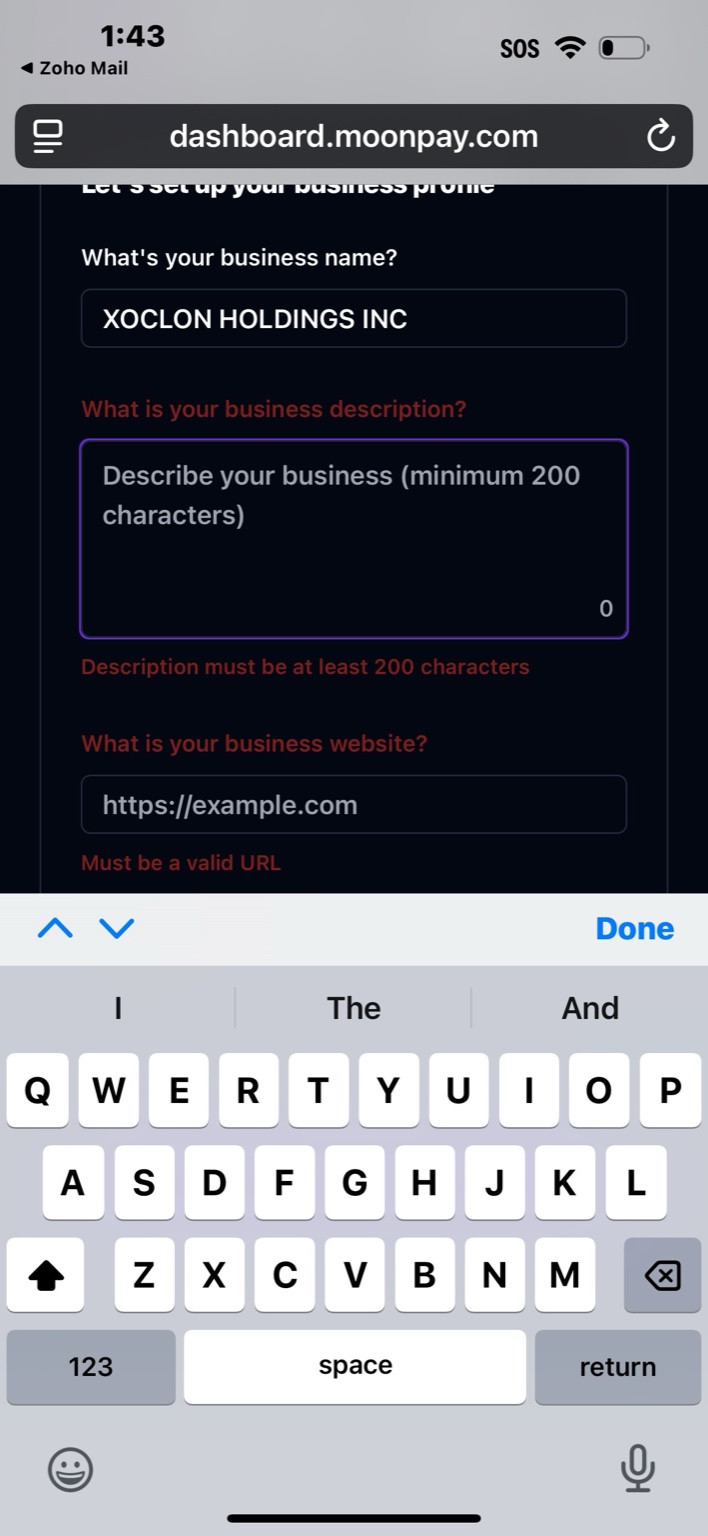 1:43
SOS
◀ Zoho Mail
dashboard.moonpay.com
Let's set up your business profile
What's your business name?
XOCLON HOLDINGS INC
What is your business description?
Describe your business (minimum 200
characters)
0
Description must be at least 200 characters
What is your business website?
https://example.com
Must be a valid URL
Done
I The And
Q W E R T Y U I O P
A S D F G H J K L
Z X C V B N M
123 space return